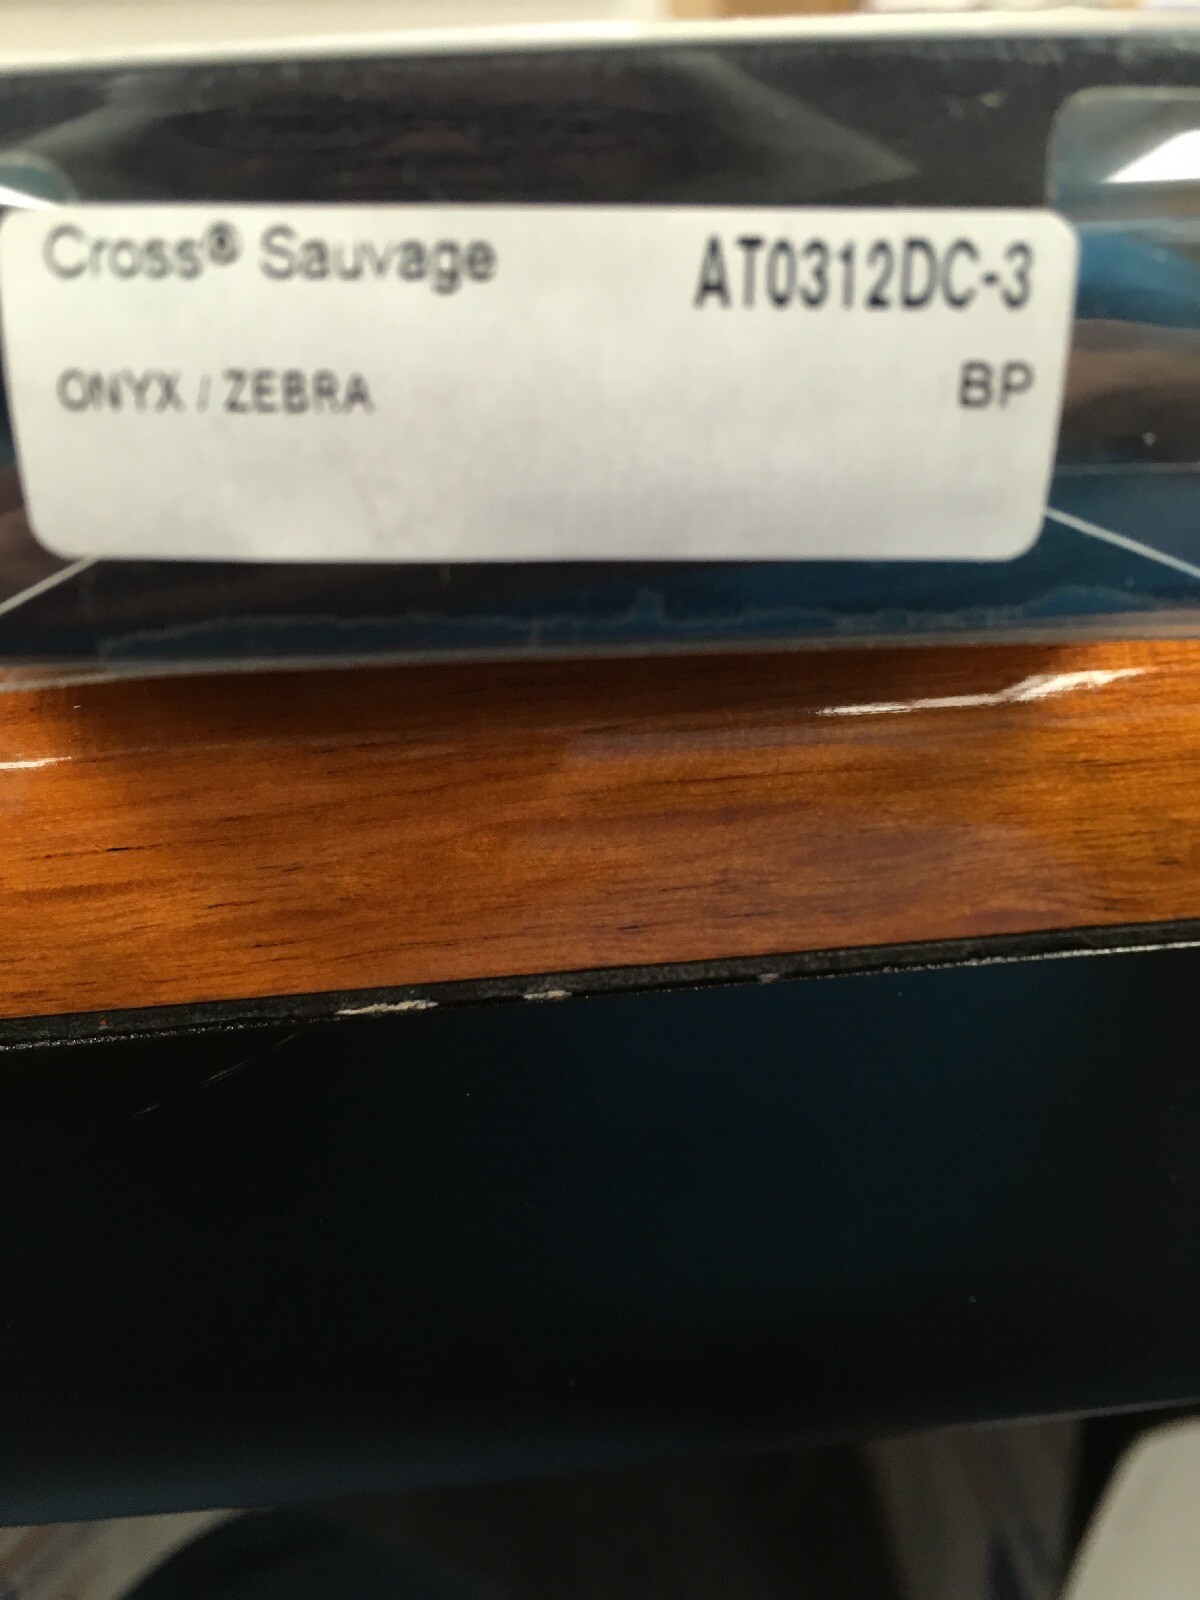 Cross® Sauvage AT0312DC-3
ONYX / ZEBRA BP